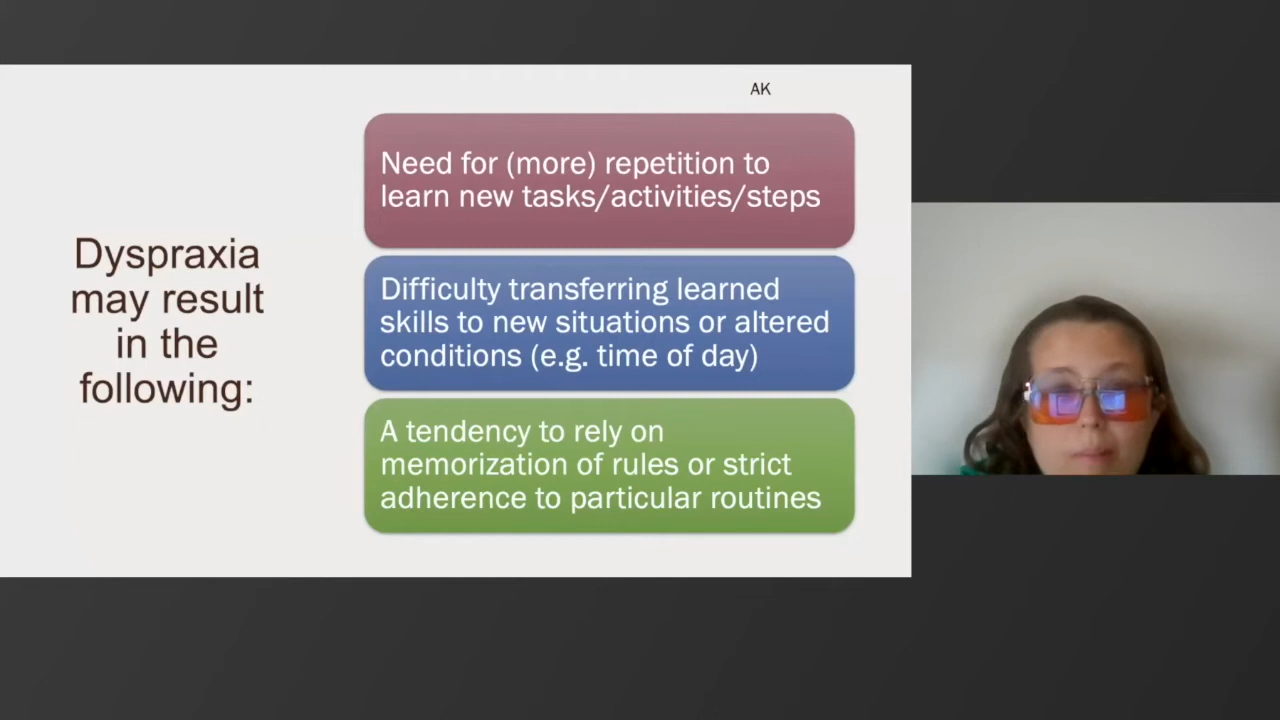 AK
Dyspraxia
may result
in the
following:
Need for (more) repetition to
learn new tasks/activities/steps
Difficulty transferring learned
skills to new situations or altered
conditions (e.g. time of day)
A tendency to rely on
memorization of rules or strict
adherence to particular routines